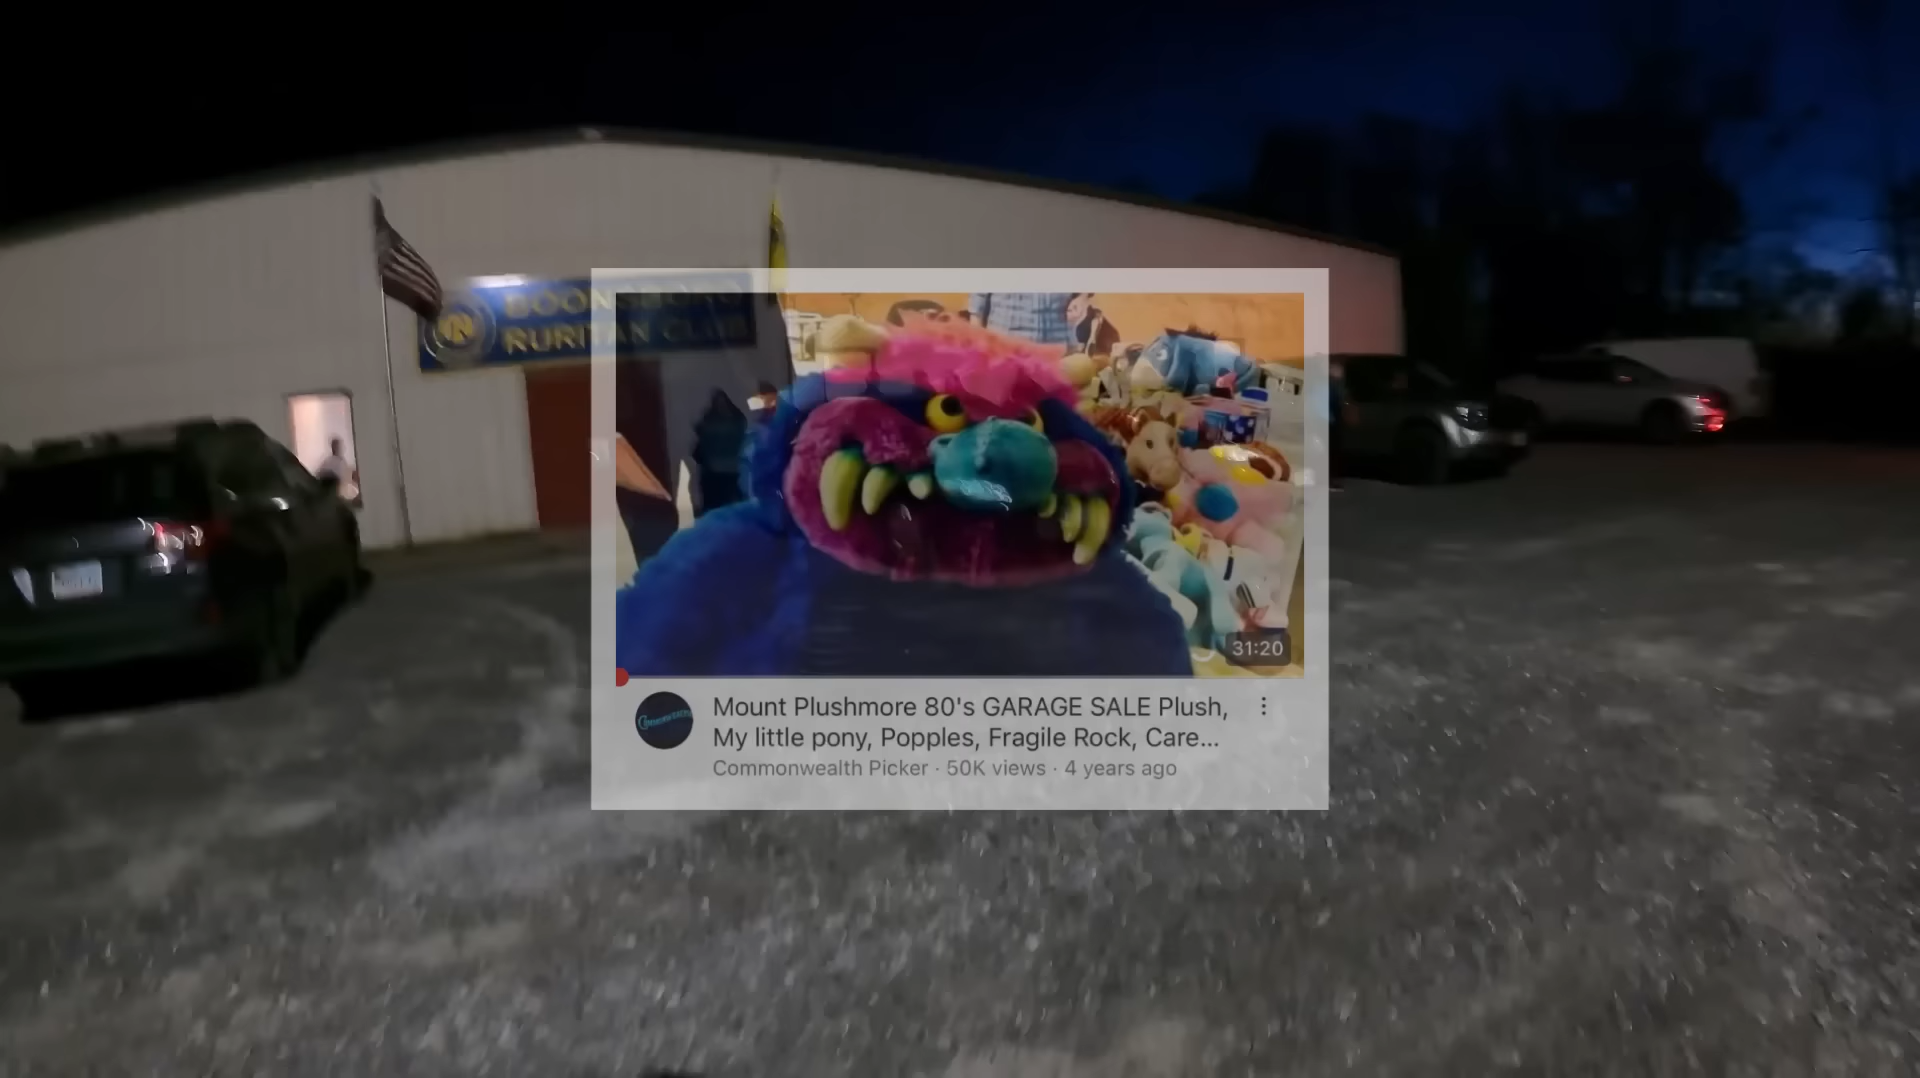 BOONSBORO
RURITAN CLUB
31:20
Mount Plushmore 80's GARAGE SALE Plush,
My little pony, Popples, Fragile Rock, Care...
Commonwealth Picker · 50K views · 4 years ago